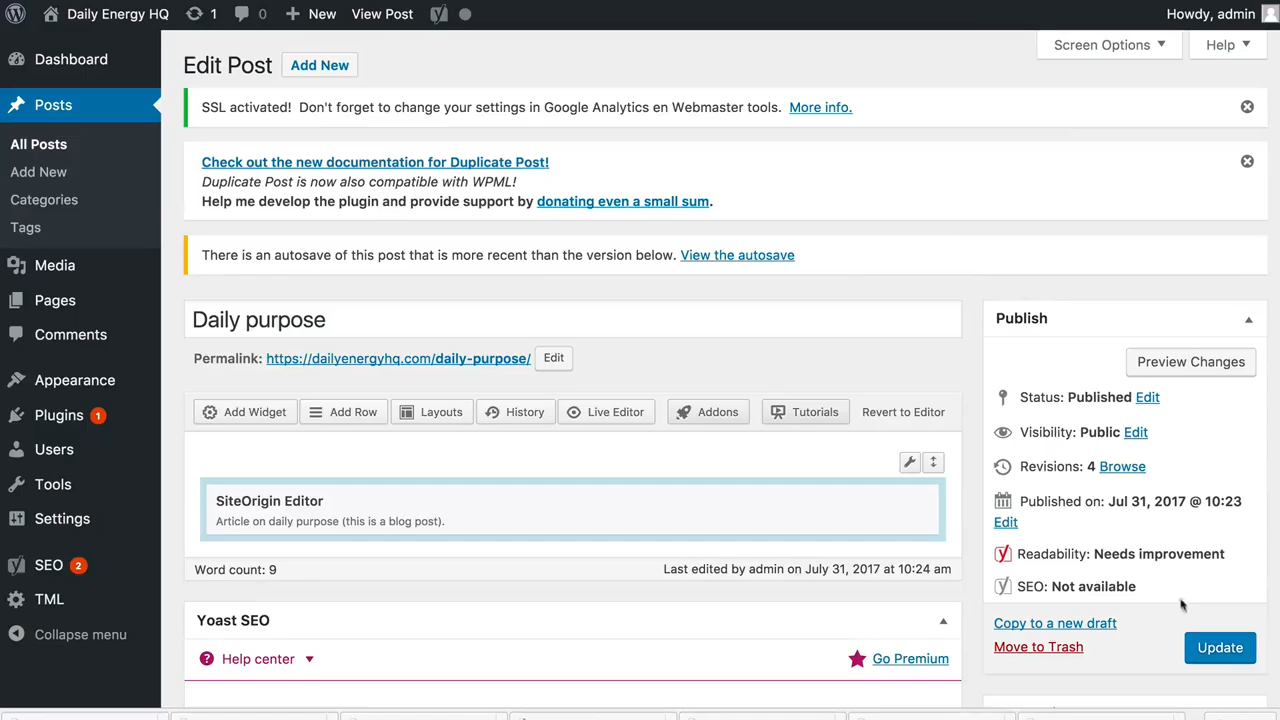 Daily Energy HQ 1 0 New View Post Howdy, admin
Dashboard
Posts
All Posts
Add New
Categories
Tags
Media
Pages
Comments
Appearance
Plugins 1
Users
Tools
Settings
SEO 2
TML
Collapse menu
Screen Options Help
Edit Post Add New
SSL activated! Don't forget to change your settings in Google Analytics en Webmaster tools. More info.
Check out the new documentation for Duplicate Post!
Duplicate Post is now also compatible with WPML!
Help me develop the plugin and provide support by donating even a small sum.
There is an autosave of this post that is more recent than the version below. View the autosave
Daily purpose
Permalink: https://dailyenergyhq.com/daily-purpose/ Edit
Add Widget Add Row Layouts History Live Editor Addons Tutorials Revert to Editor
SiteOrigin Editor
Article on daily purpose (this is a blog post).
Word count: 9 Last edited by admin on July 31, 2017 at 10:24 am
Yoast SEO
Help center Go Premium
Publish
Preview Changes
Status: Published Edit
Visibility: Public Edit
Revisions: 4 Browse
Published on: Jul 31, 2017 @ 10:23
Edit
Readability: Needs improvement
SEO: Not available
Copy to a new draft
Move to Trash
Update